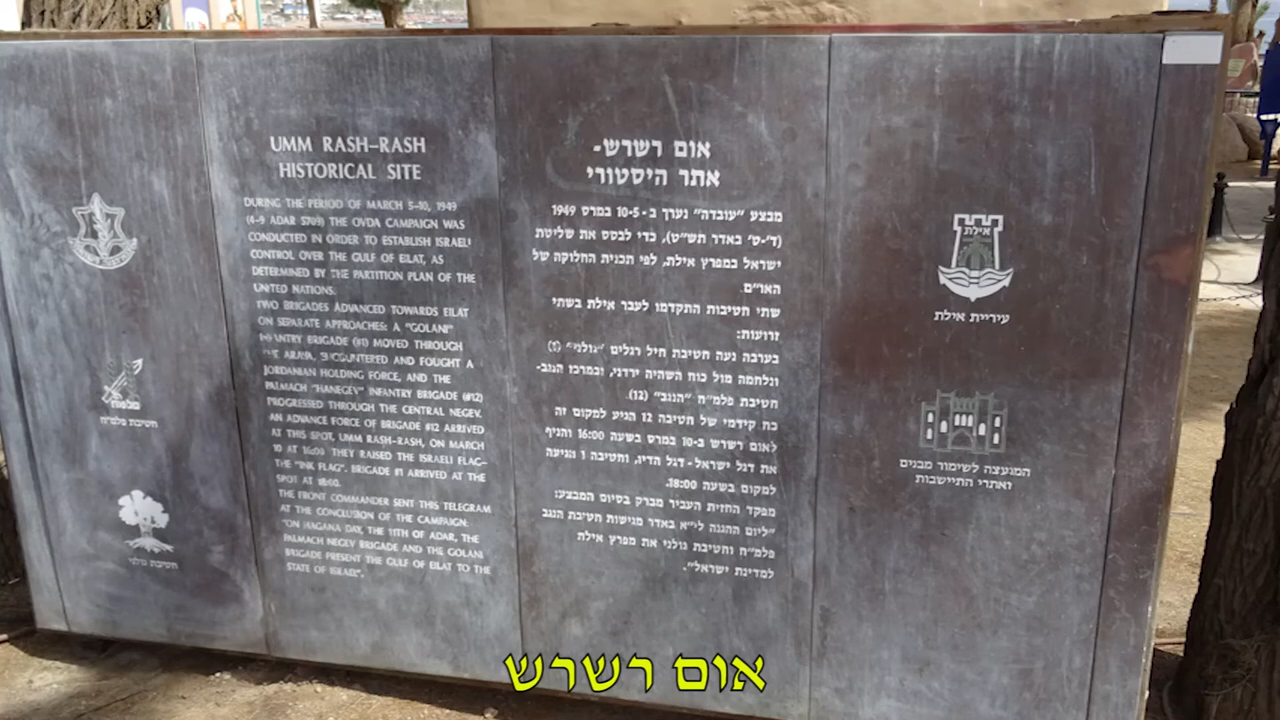 UMM RASH-RASH
HISTORICAL SITE
DURING THE PERIOD OF MARCH 5-10, 1949
(4-9 ADAR 5709) THE OVDA CAMPAIGN WAS
CONDUCTED IN ORDER TO ESTABLISH ISRAELI
CONTROL OVER THE GULF OF EILAT, AS
DETERMINED BY THE PARTITION PLAN OF THE
UNITED NATIONS.
TWO BRIGADES ADVANCED TOWARDS EILAT
ON SEPARATE APPROACHES: A "GOLANI"
INFANTRY BRIGADE (#1) MOVED THROUGH
THE ARAVA, ENCOUNTERED AND FOUGHT A
JORDANIAN HOLDING FORCE, AND THE
PALMACH "HANEGEV" INFANTRY BRIGADE (#12)
PROGRESSED THROUGH THE CENTRAL NEGEV.
AN ADVANCE FORCE OF BRIGADE #12 ARRIVED
AT THIS SPOT, UMM RASH-RASH, ON MARCH
10 AT 16:00. THEY RAISED THE ISRAELI FLAG-
THE "INK FLAG". BRIGADE #1 ARRIVED AT THE
SPOT AT 18:00.
THE FRONT COMMANDER SENT THIS TELEGRAM
AT THE CONCLUSION OF THE CAMPAIGN:
"ON HAGANA DAY, THE 11TH OF ADAR, THE
PALMACH NEGEV BRIGADE AND THE GOLANI
BRIGADE PRESENT THE GULF OF EILAT TO THE
STATE OF ISRAEL".
אום רשרש-
אתר היסטורי
מבצע "עובדה" נערך ב-10-5 במרס 1949
(ד'-ט' באדר תש"ט), כדי לבסס את שליטת
ישראל במפרץ אילת, לפי תכנית החלוקה של
האו"ם.
שתי חטיבות התקדמו לעבר אילת בשתי
זרועות:
בערבה נעה חטיבת חיל רגלים "גולני" (1)
ונלחמה מול כוח השהיה ירדני, ובמרכז הנגב-
חטיבת פלמ"ח "הנגב" (12).
כח קידמי של חטיבה 12 הגיע למקום זה
לאום רשרש ב-10 במרס בשעה 16:00 והניף
את דגל ישראל-דגל הדיו, וחטיבה 1 הגיעה
למקום בשעה 18:00.
מפקד החזית העביר מברק בסיום המבצע:
"ליום ההגנה לי"א באדר מגישות חטיבת הנגב
פלמ"ח וחטיבת גולני את מפרץ אילת
למדינת ישראל".
פלמ"ח
חטיבת פלמ"ח
חטיבת גולני
אילת
עיריית אילת
המועצה לשימור מבנים
ואתרי התיישבות
אום רשרש